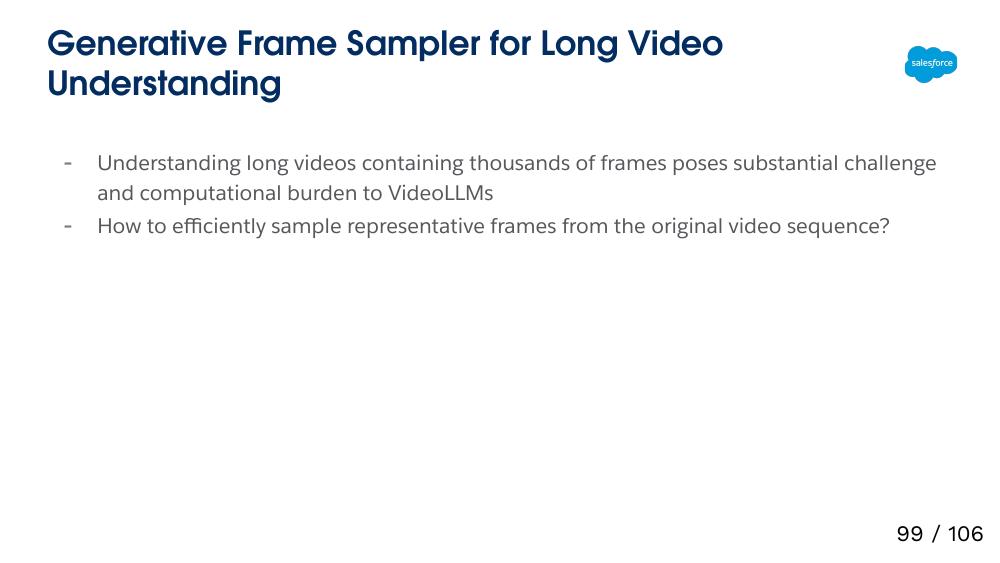 Generative Frame Sampler for Long Video
Understanding
salesforce
- Understanding long videos containing thousands of frames poses substantial challenge
and computational burden to VideoLLMs
- How to efficiently sample representative frames from the original video sequence?
99 / 106